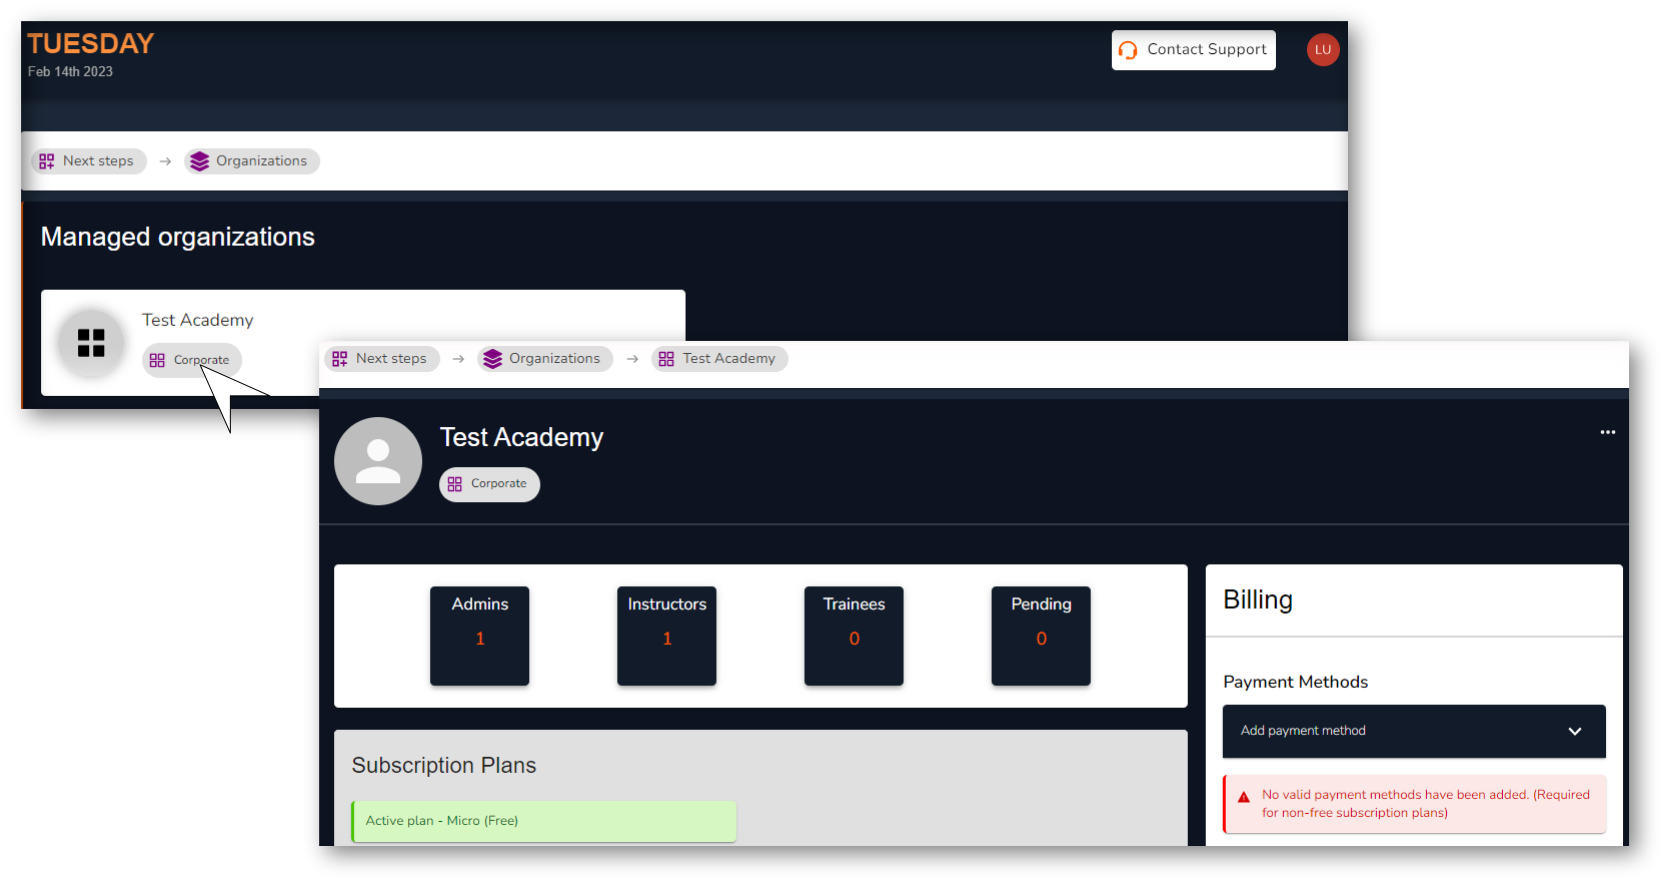 TUESDAY
Feb 14th 2023
Contact Support
LU
Next steps → Organizations
Managed organizations
Test Academy
Corporate
Next steps → Organizations → Test Academy
Test Academy
Corporate
Admins
1
Instructors
1
Trainees
0
Pending
0
Subscription Plans
Active plan - Micro (Free)
Billing
Payment Methods
Add payment method
No valid payment methods have been added. (Required
for non-free subscription plans)